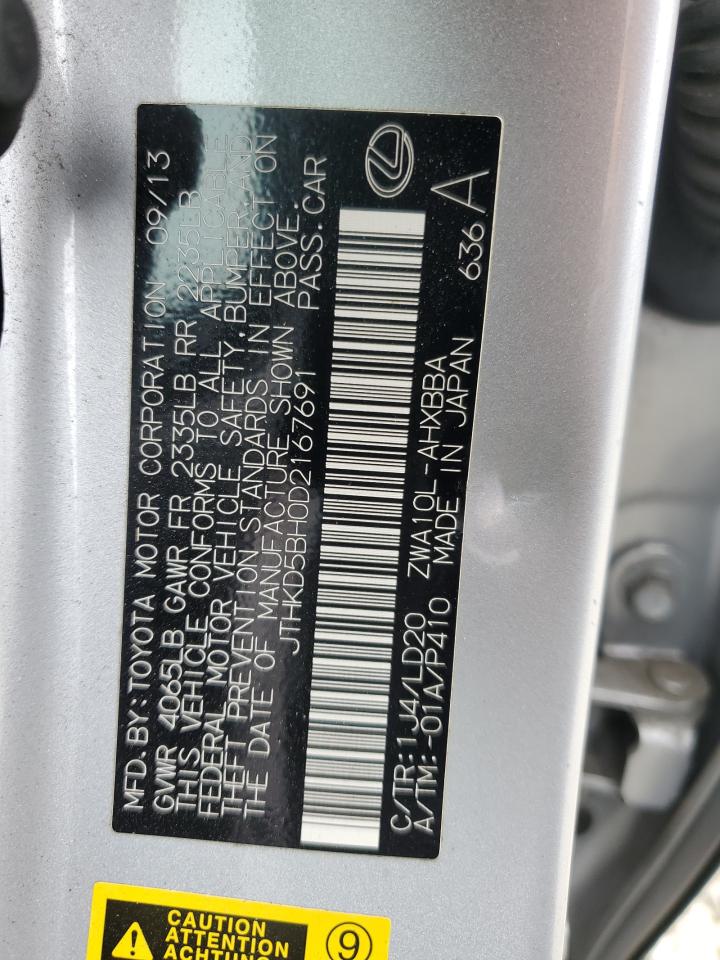 MFD.BY:TOYOTA MOTOR CORPORATION 09/13
GVWR 4065LB GAWR FR 2335LB RR 2235LB
THIS VEHICLE CONFORMS TO ALL APPLICABLE
FEDERAL MOTOR VEHICLE SAFETY,BUMPER,AND
THEFT PREVENTION STANDARDS IN EFFECT ON
THE DATE OF MANUFACTURE SHOWN ABOVE.
JTHKD5BH0D2167691 PASS.CAR
C/TR:1J4/LD20 ZWA10L-AHXBBA 636 A
A/TM:-01A/P410 MADE IN JAPAN
CAUTION
ATTENTION
ACHTUNG
9